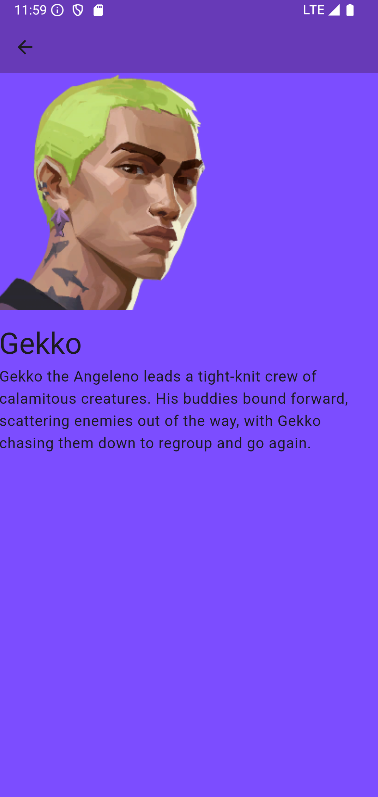 11:59
LTE
Gekko
Gekko the Angeleno leads a tight-knit crew of
calamitous creatures. His buddies bound forward,
scattering enemies out of the way, with Gekko
chasing them down to regroup and go again.